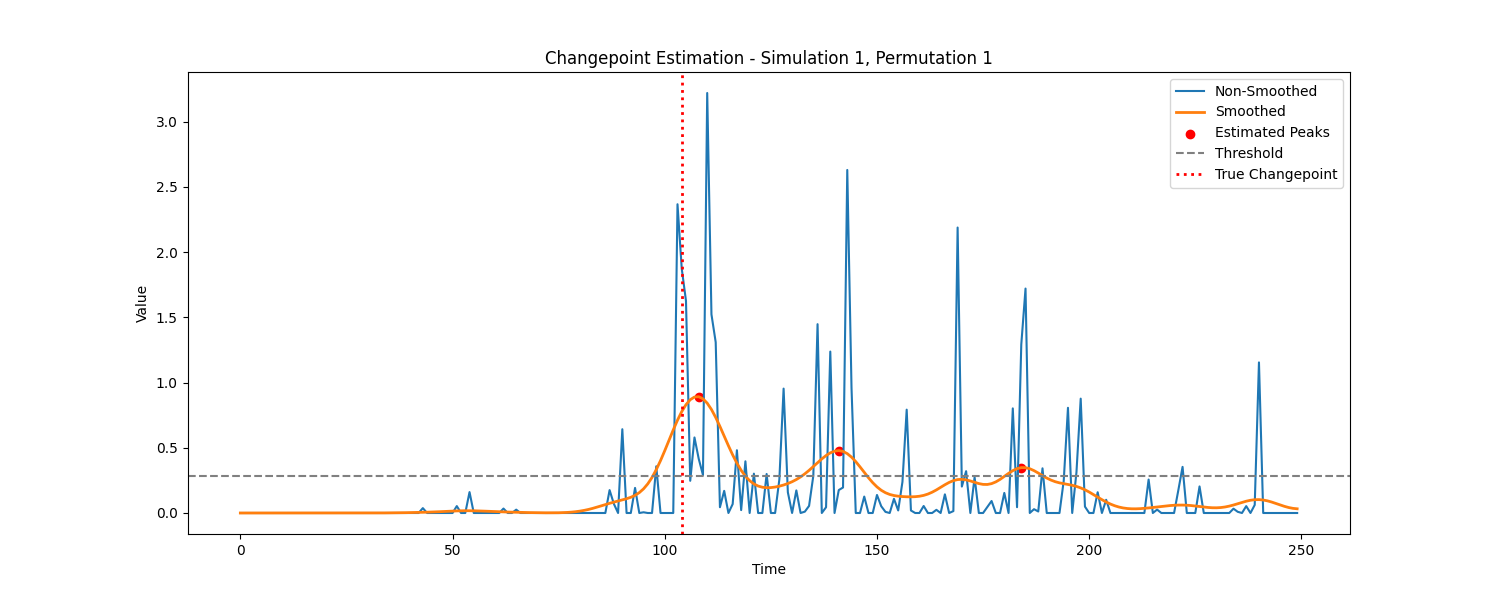 Changepoint Estimation - Simulation 1, Permutation 1
Non-Smoothed
Smoothed
Estimated Peaks
Threshold
True Changepoint
3.0
2.5
2.0
1.5
1.0
0.5
0.0
Value
0 50 100 150 200 250
Time